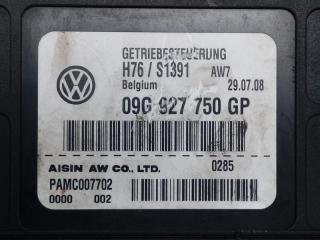 GETRIEBESTEUERUNG
H76 / S1391 AW7
Belgium 29.07.08
09G 927 750 GP
AISIN AW CO., LTD. 0285
PAMC007702
0000 002